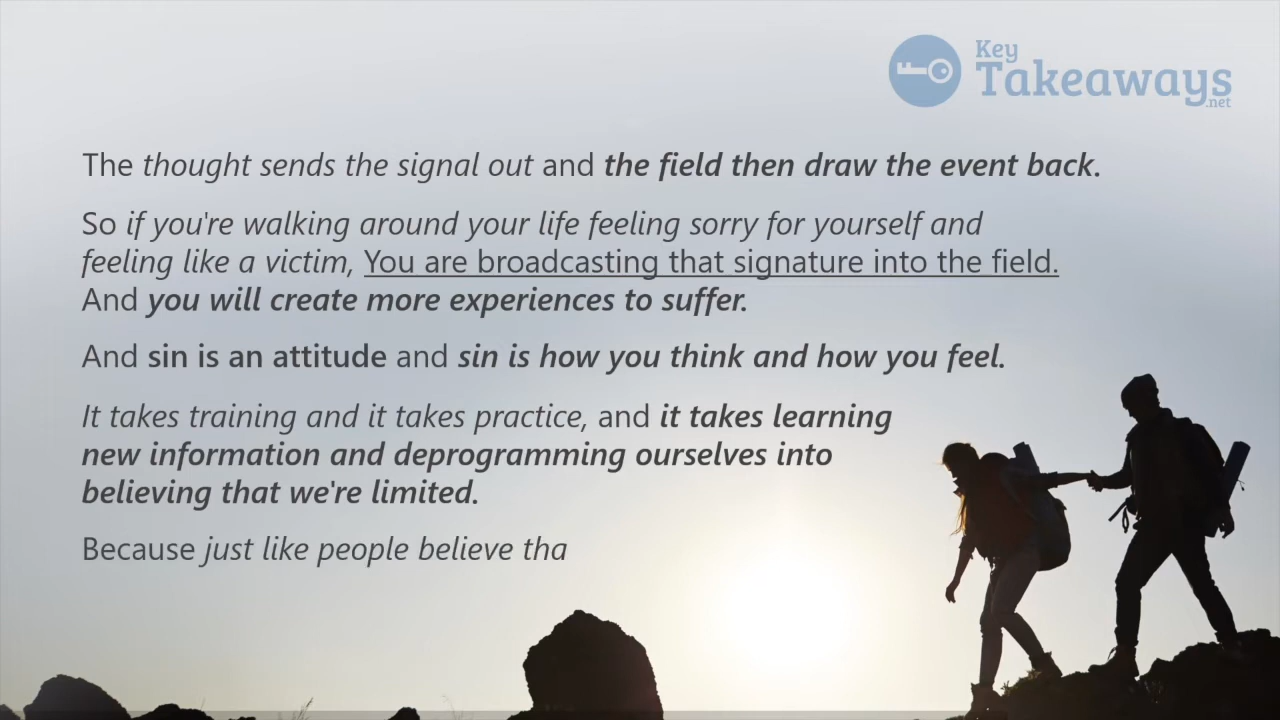 Key
Takeaways
.net
The thought sends the signal out and the field then draw the event back.
So if you're walking around your life feeling sorry for yourself and
feeling like a victim, You are broadcasting that signature into the field.
And you will create more experiences to suffer.
And sin is an attitude and sin is how you think and how you feel.
It takes training and it takes practice, and it takes learning
new information and deprogramming ourselves into
believing that we're limited.
Because just like people believe tha